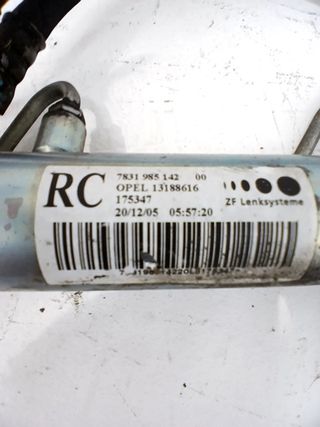 RC
7831 985 142 00
OPEL 13188616
175347
20/12/05 05:57:20
ZF Lenksysteme